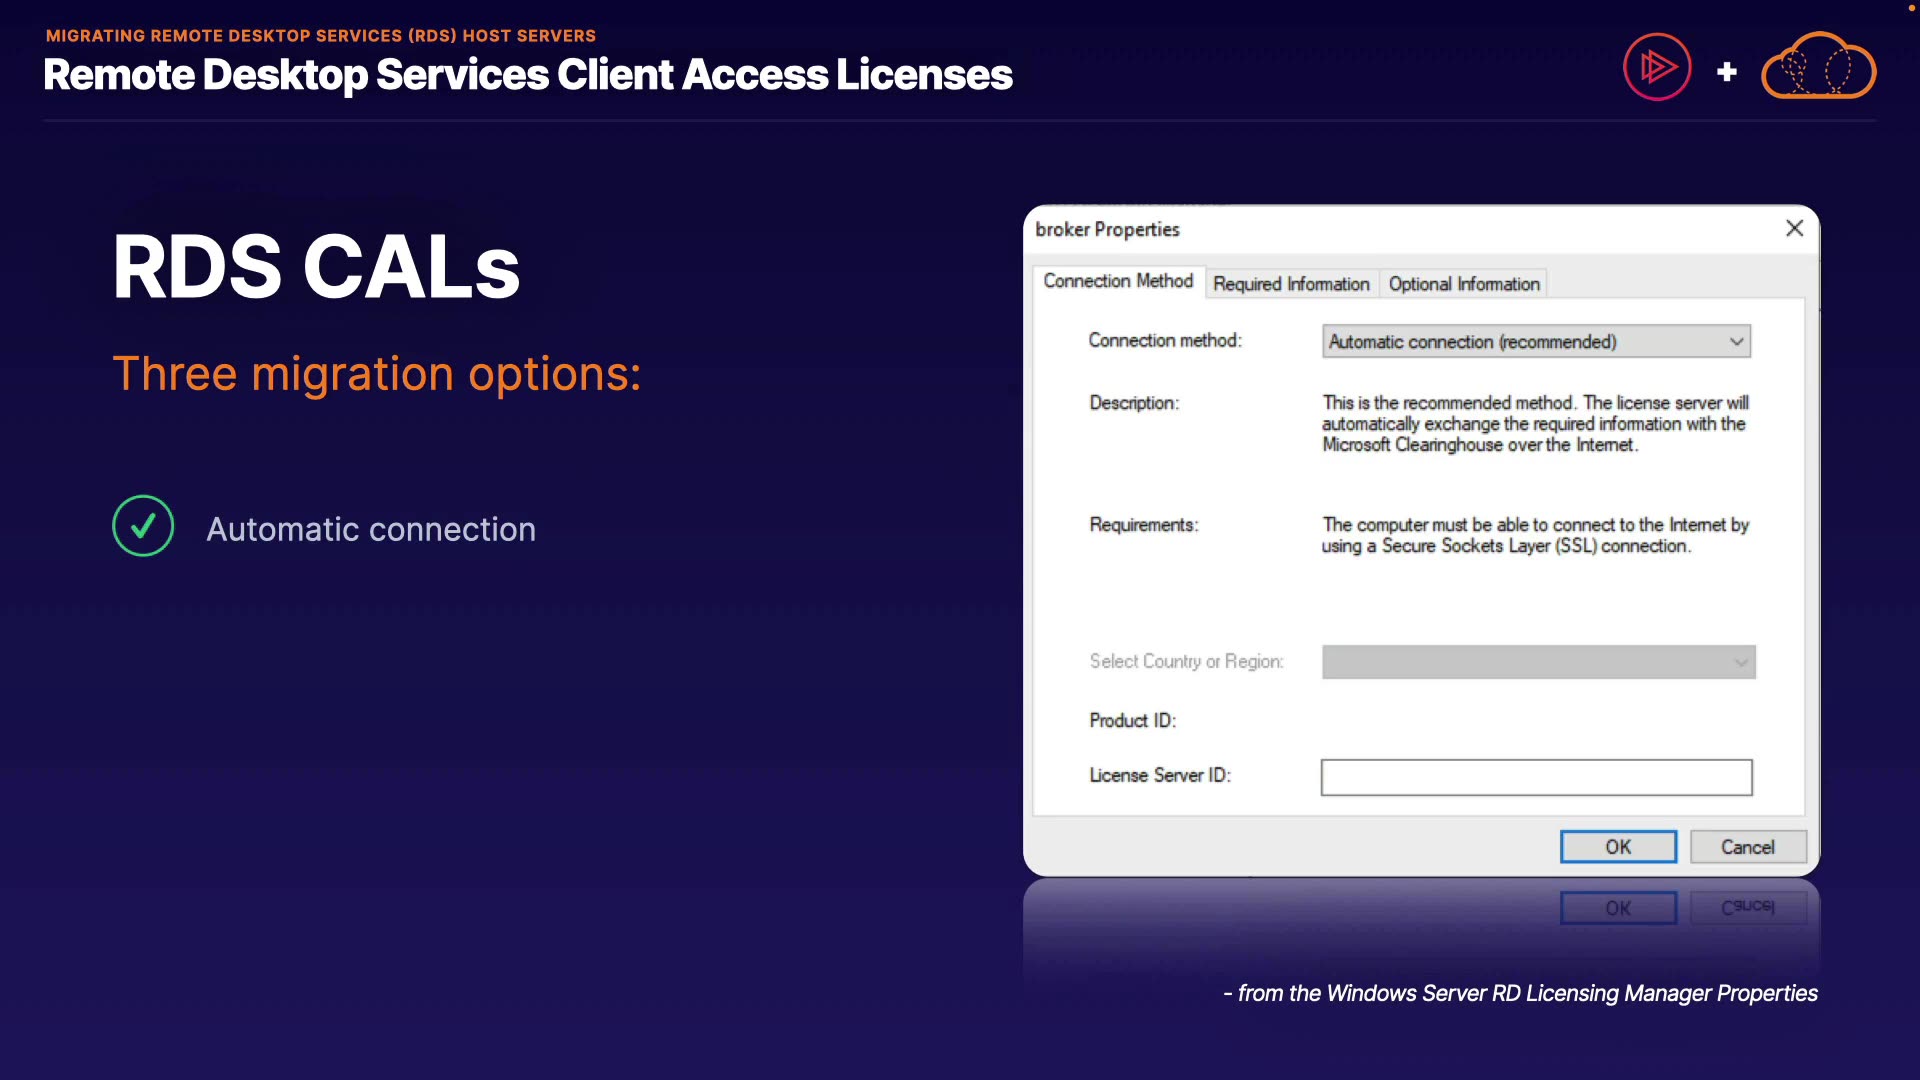 MIGRATING REMOTE DESKTOP SERVICES (RDS) HOST SERVERS
Remote Desktop Services Client Access Licenses
+
RDS CALs
Three migration options:
Automatic connection
broker Properties
Connection Method
Required Information
Optional Information
Connection method:
Automatic connection (recommended)
Description:
This is the recommended method. The license server will
automatically exchange the required information with the
Microsoft Clearinghouse over the Internet.
Requirements:
The computer must be able to connect to the Internet by
using a Secure Sockets Layer (SSL) connection.
Select Country or Region:
Product ID:
License Server ID:
OK
Cancel
OK
Cancel
- from the Windows Server RD Licensing Manager Properties